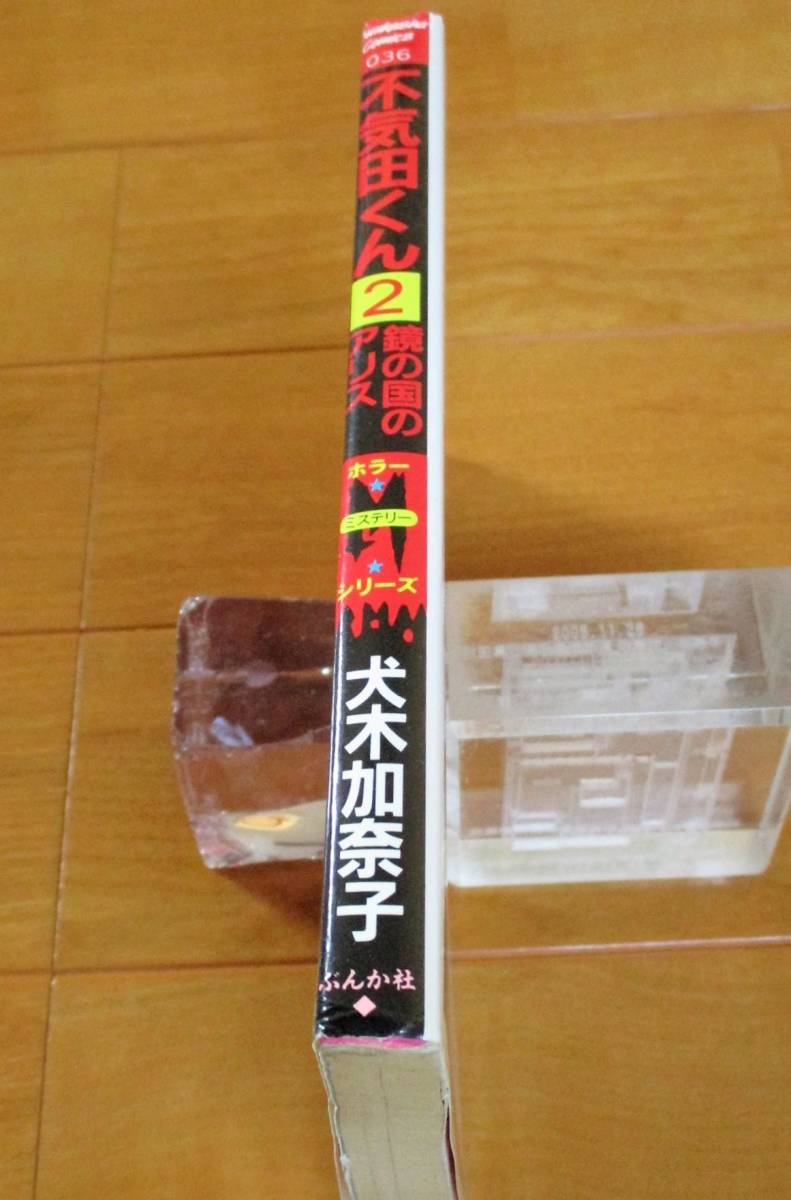 Comics
036
不気田くん
2
鏡の国の
アリス
ホラー
ミステリー
シリーズ
犬木加奈子
ぶんか社